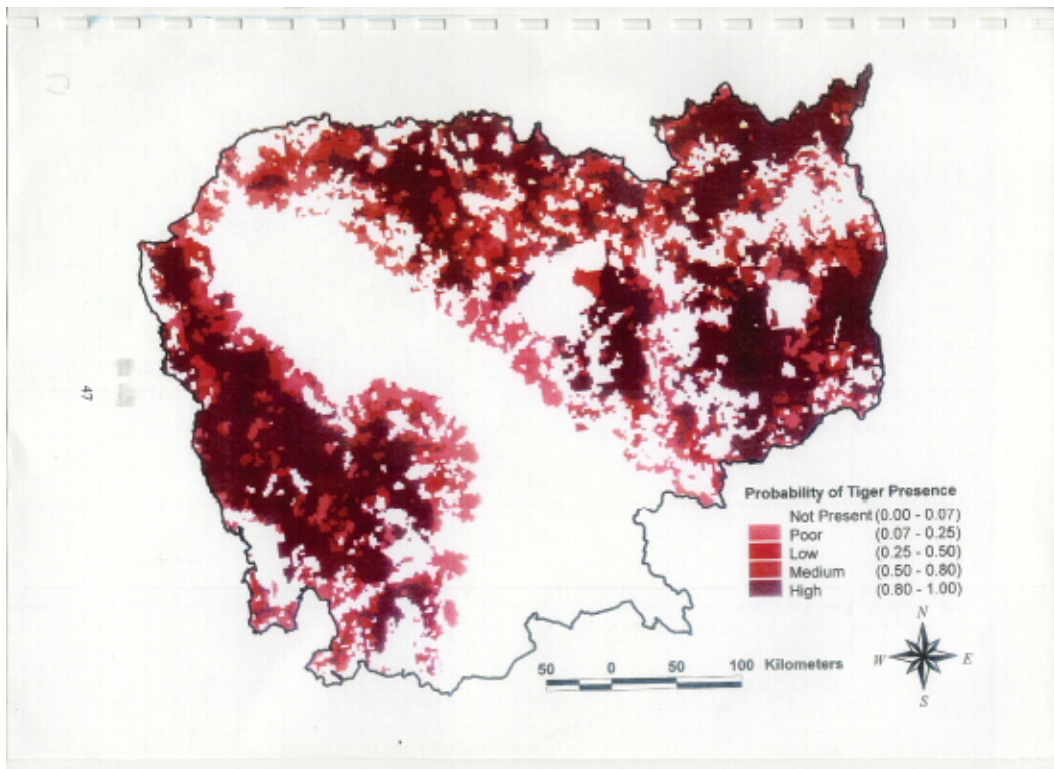 47
Probability of Tiger Presence
Not Present (0.00 - 0.07)
Poor (0.07 - 0.25)
Low (0.25 - 0.50)
Medium (0.50 - 0.80)
High (0.80 - 1.00)
N
W E
S
50 0 50 100 Kilometers